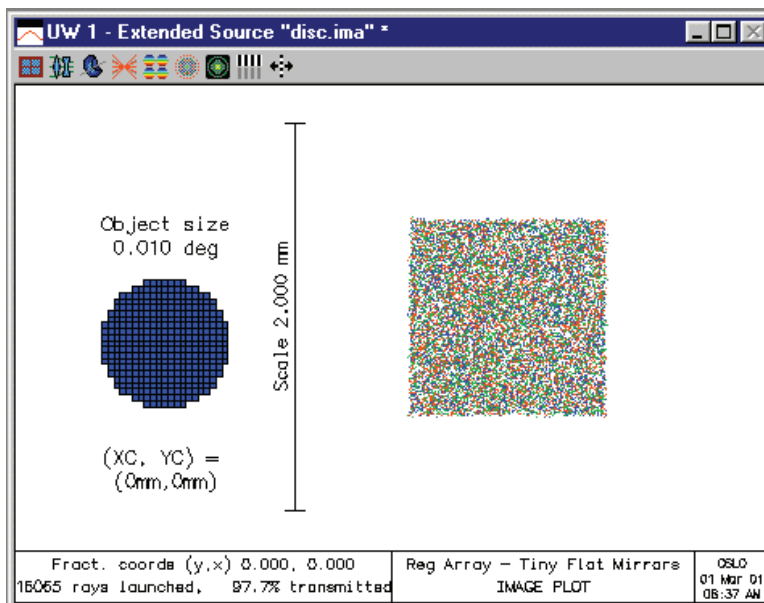 UW 1 - Extended Source "disc.ima" *
Object size
0.010 deg
Scale 2.000 mm
(XC, YC) =
(0mm,0mm)
Fract. coords (y,x) 0.000, 0.000
rays launched, 97.7% transmitted
Reg Array - Tiny Flat Mirrors
IMAGE PLOT
OSLO
01 Mar 01
08:37 AM